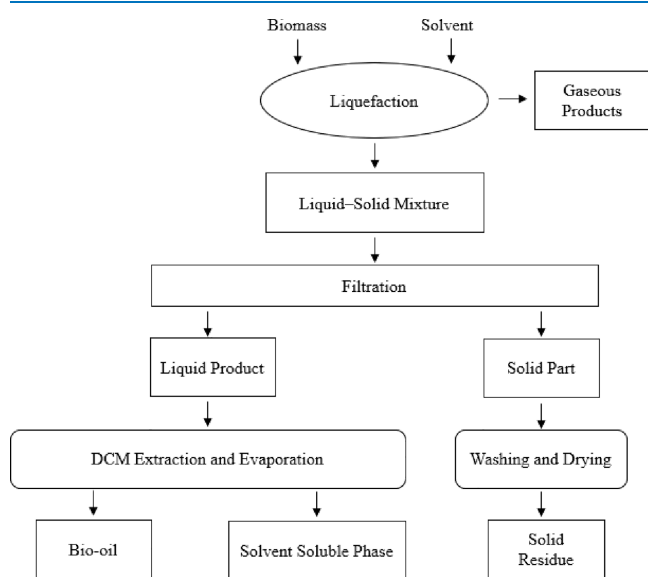 Biomass
Solvent
Liquefaction
Gaseous
Products
Liquid–Solid Mixture
Filtration
Liquid Product
Solid Part
DCM Extraction and Evaporation
Washing and Drying
Bio-oil
Solvent Soluble Phase
Solid
Residue